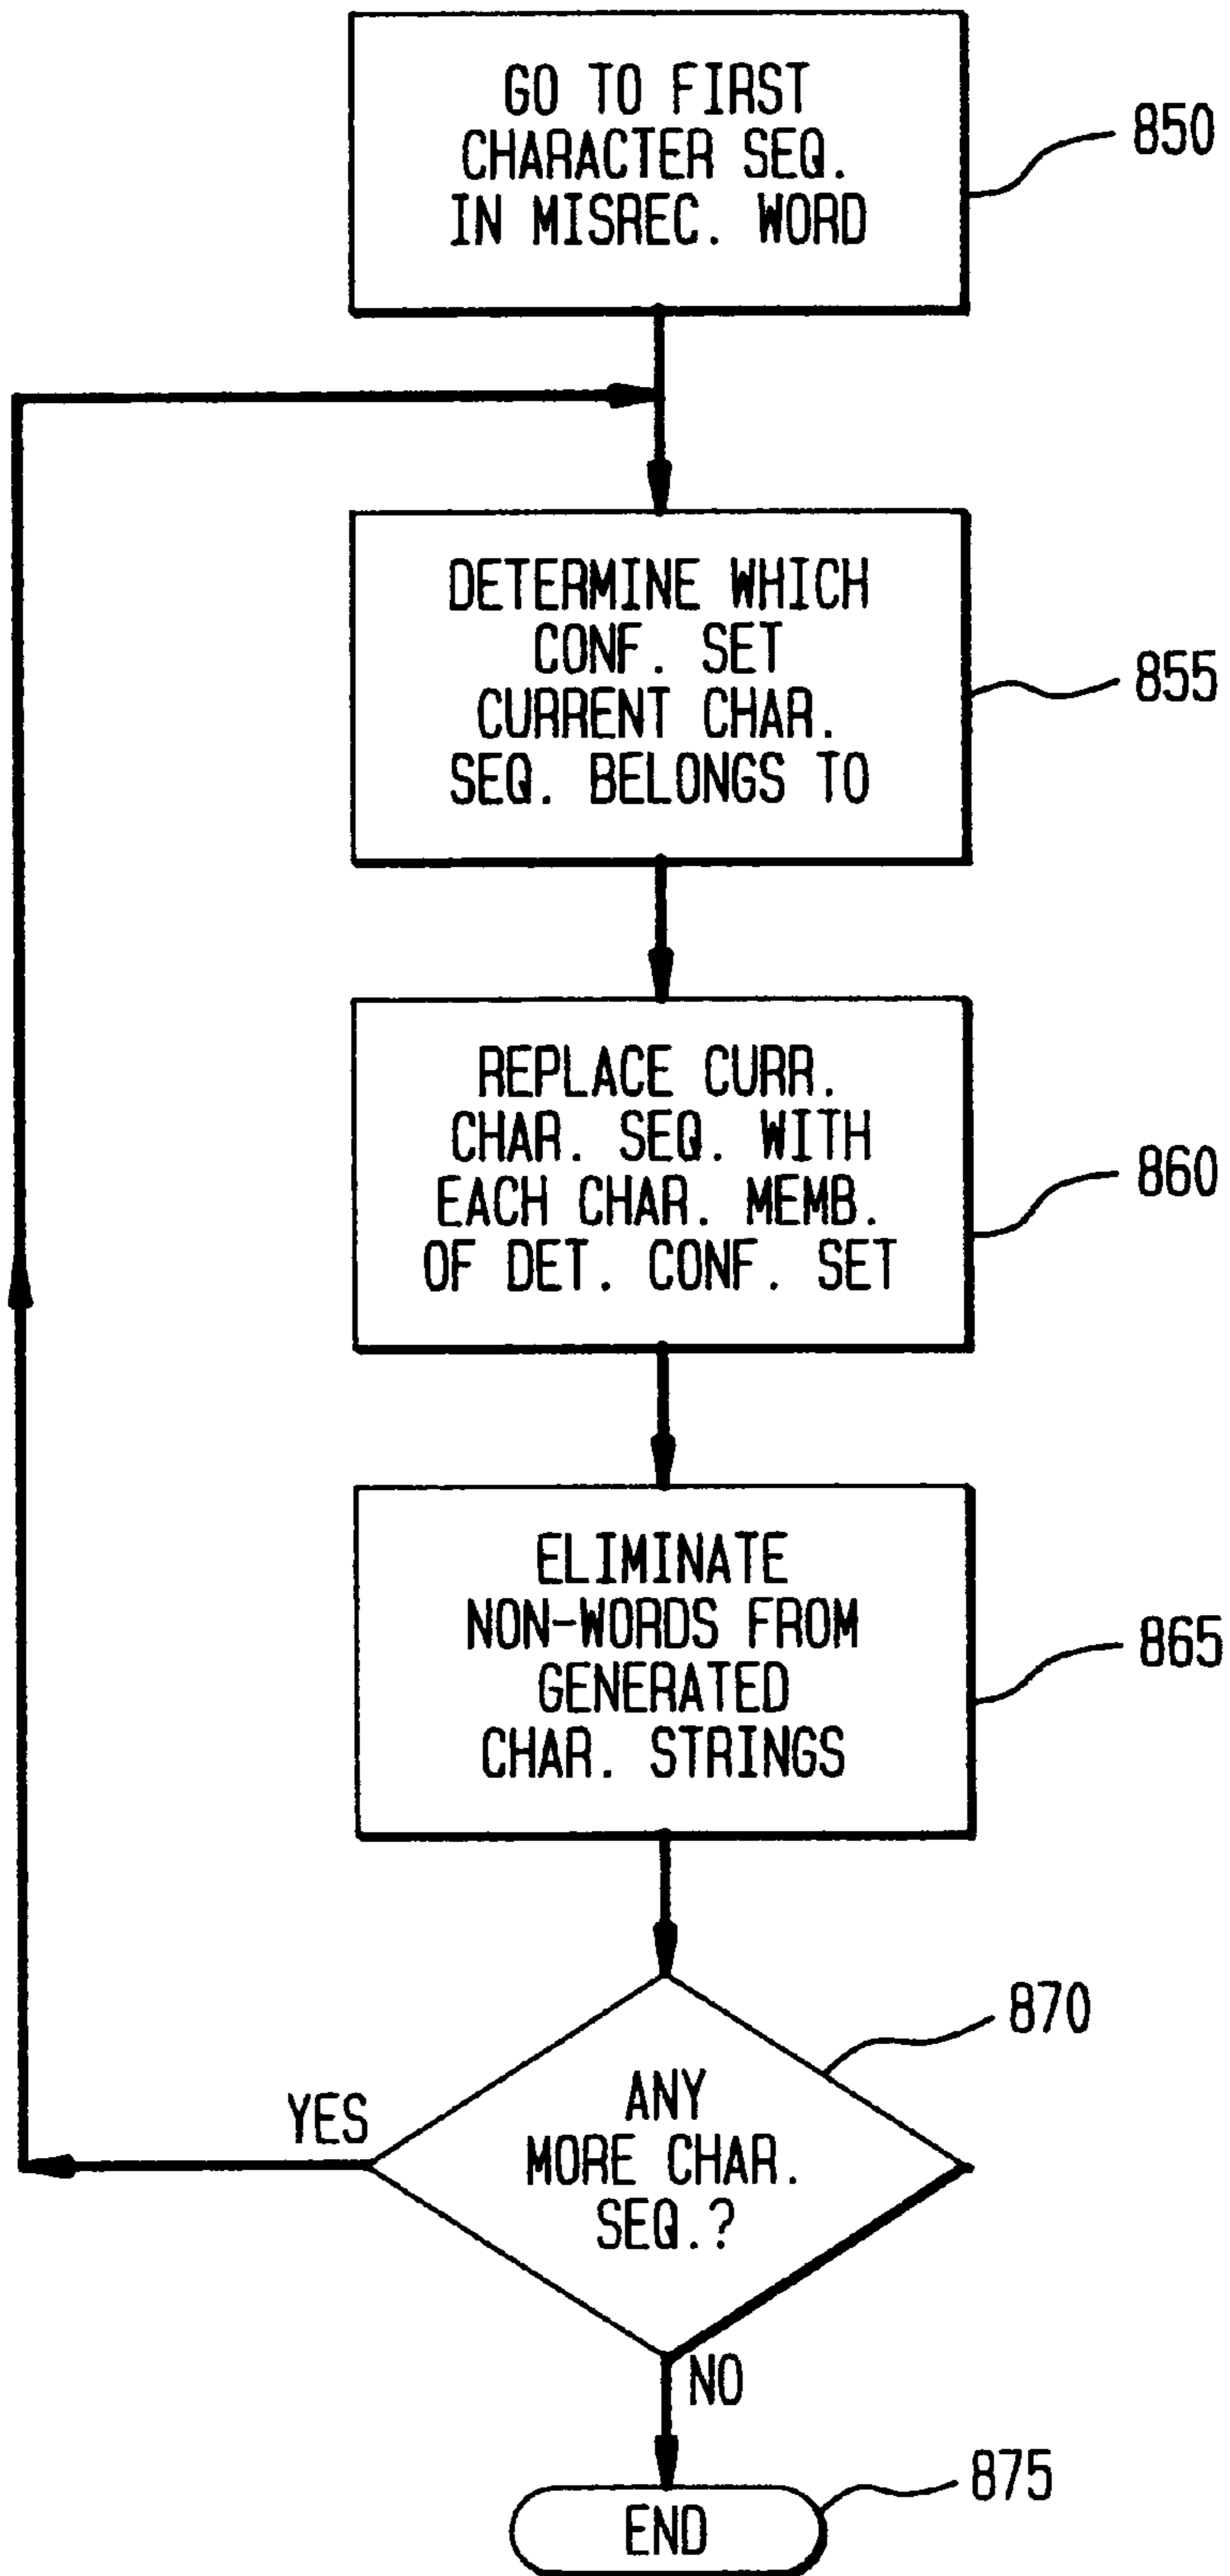 GO TO FIRST
CHARACTER SEQ.
IN MISREC. WORD
850
DETERMINE WHICH
CONF. SET
CURRENT CHAR.
SEQ. BELONGS TO
855
REPLACE CURR.
CHAR. SEQ. WITH
EACH CHAR. MEMB.
OF DET. CONF. SET
860
ELIMINATE
NON-WORDS FROM
GENERATED
CHAR. STRINGS
865
870
YES
ANY
MORE CHAR.
SEQ.?
NO
875
END